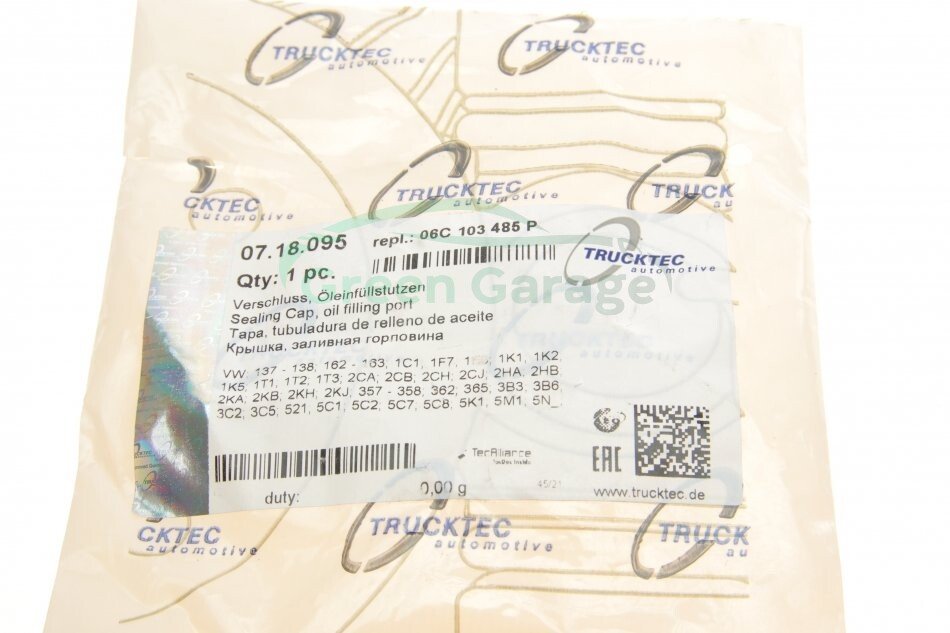 TRUCKTEC
automotive
TRUCKTEC
automotive
CKTEC
automotive
TRUCKTEC
automotive
TRUCK
au
07.18.095
repl.: 06C 103 485 P
Qty: 1 pc.
TRUCKTEC
automotive
Green Garage
Verschluss, Öleinfüllstutzen
Sealing Cap, oil filling port
Tapa, tubuladura de relleno de aceite
Крышка, заливная горловина
VW: 137 - 138, 162 - 163, 1C1, 1F7, 1K1, 1K2,
1K5, 1T1, 1T2, 1T3, 2CA, 2CB, 2CH, 2CJ, 2HA, 2HB,
2KA, 2KB, 2KH, 2KJ, 357 - 358, 362, 365, 3B3, 3B6,
3C2, 3C5, 521, 5C1, 5C2, 5C7, 5C8, 5K1, 5M1, 5N_
TecAlliance
EAC
duty:
0,00 g
45/21
www.trucktec.de
CKTEC
automotive
TRUCKTEC
automotive
TRUCK
au